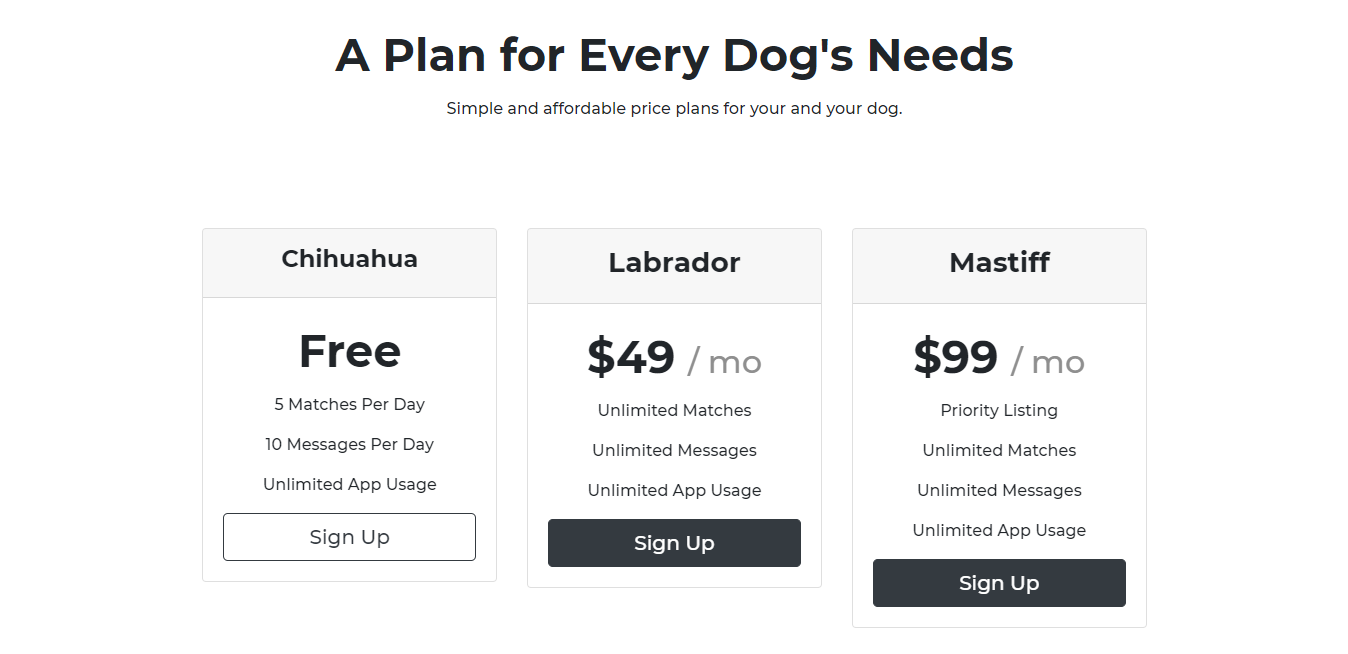 A Plan for Every Dog's Needs
Simple and affordable price plans for your and your dog.
Chihuahua
Free
5 Matches Per Day
10 Messages Per Day
Unlimited App Usage
Sign Up
Labrador
$49 / mo
Unlimited Matches
Unlimited Messages
Unlimited App Usage
Sign Up
Mastiff
$99 / mo
Priority Listing
Unlimited Matches
Unlimited Messages
Unlimited App Usage
Sign Up